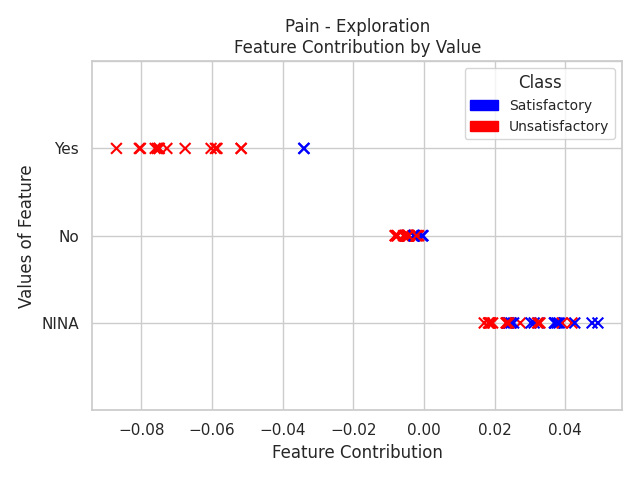 Pain - Exploration
Feature Contribution by Value
Class
Satisfactory
Unsatisfactory
Values of Feature
Yes
No
NINA
−0.08 −0.06 −0.04 −0.02 0.00 0.02 0.04
Feature Contribution